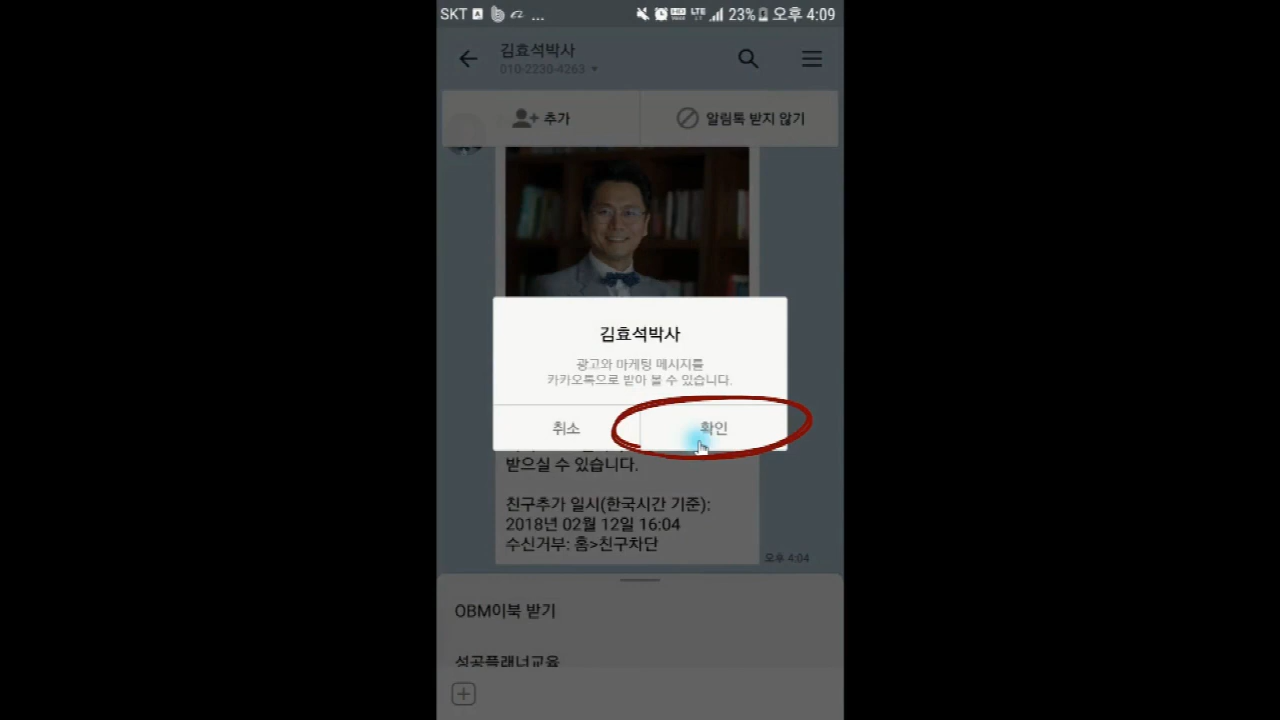 SKT
...
LTE
23%
오후 4:09
김효석박사
010-2230-4263
추가
알림톡 받지 않기
김효석박사
광고와 마케팅 메시지를
카카오톡으로 받아 볼 수 있습니다.
취소
확인
받으실 수 있습니다.
친구추가 일시(한국시간 기준):
2018년 02월 12일 16:04
수신거부: 홈>친구차단
오후 4:04
OBM이북 받기
성공플래너교육